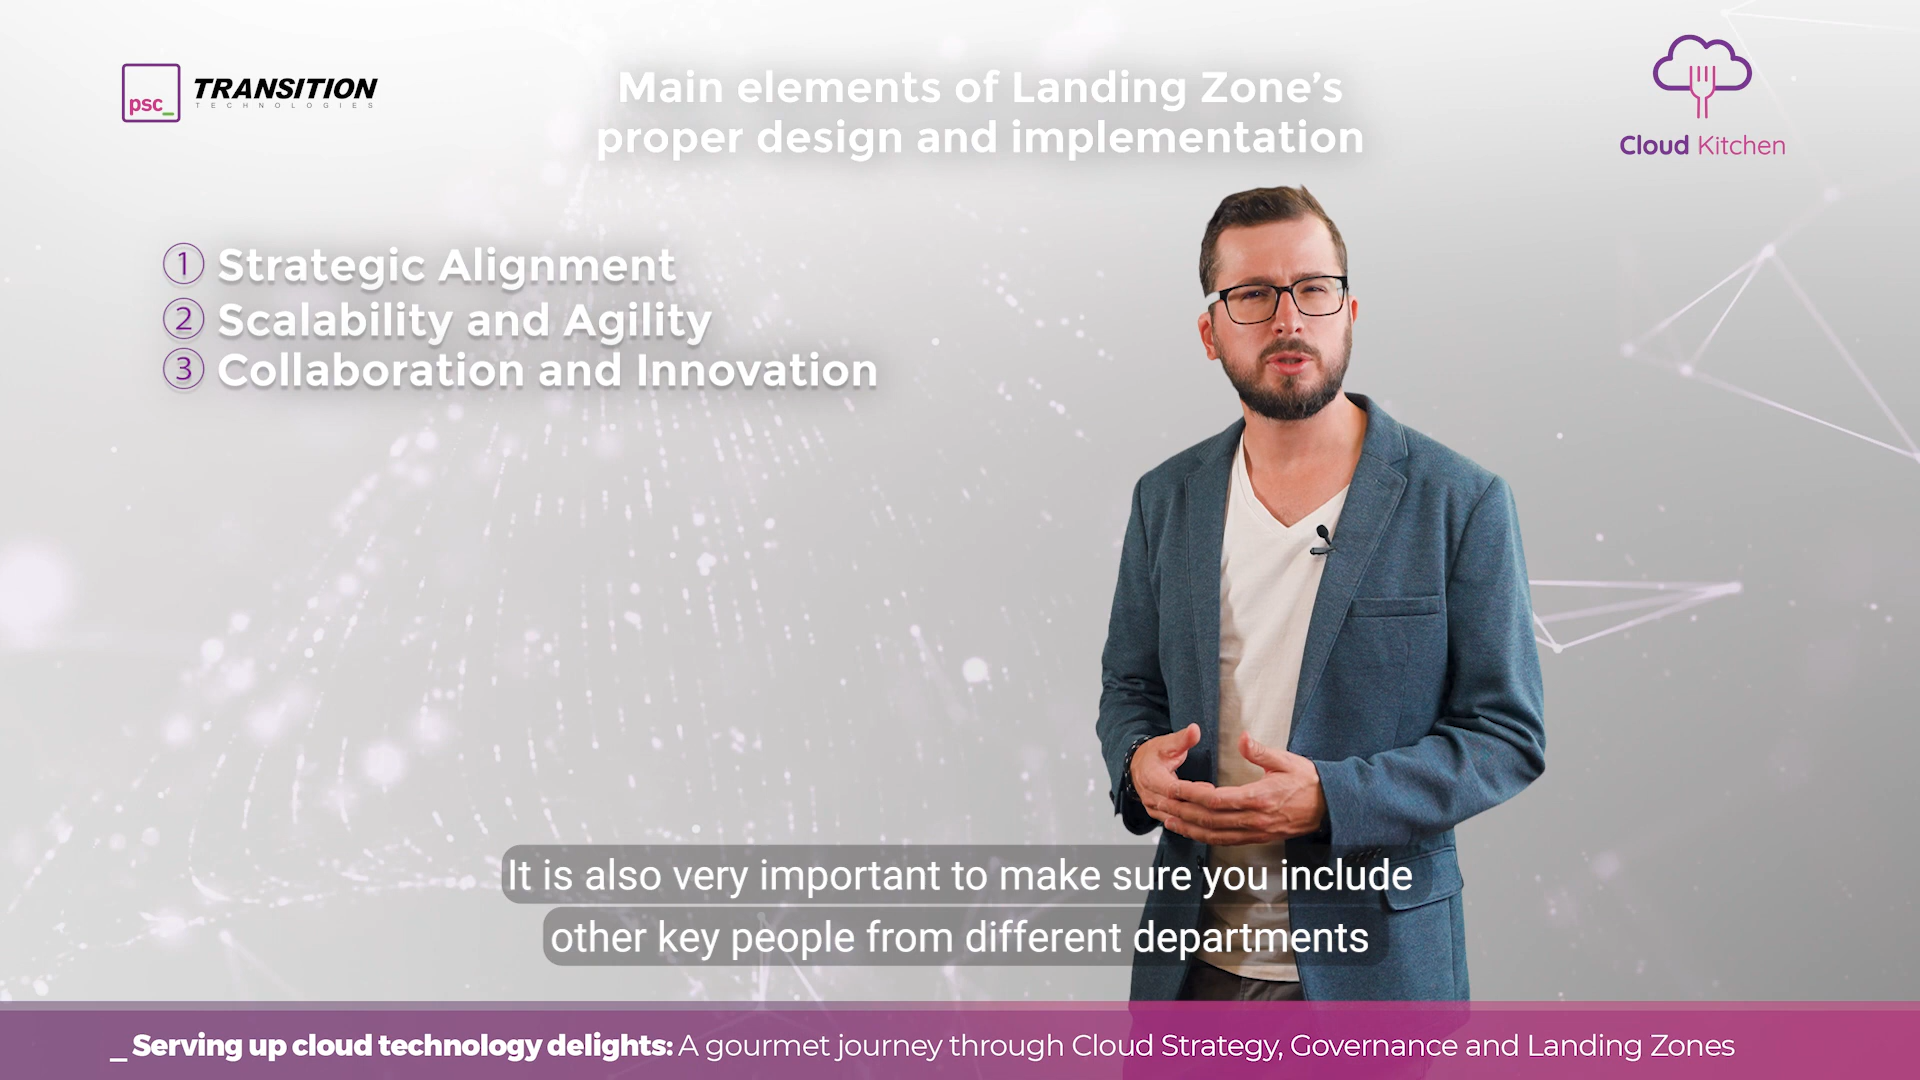 psc_
TRANSITION
TECHNOLOGIES
Main elements of Landing Zone's
proper design and implementation
Cloud Kitchen
1 Strategic Alignment
2 Scalability and Agility
3 Collaboration and Innovation
It is also very important to make sure you include
other key people from different departments
_Serving up cloud technology delights: A gourmet journey through Cloud Strategy, Governance and Landing Zones